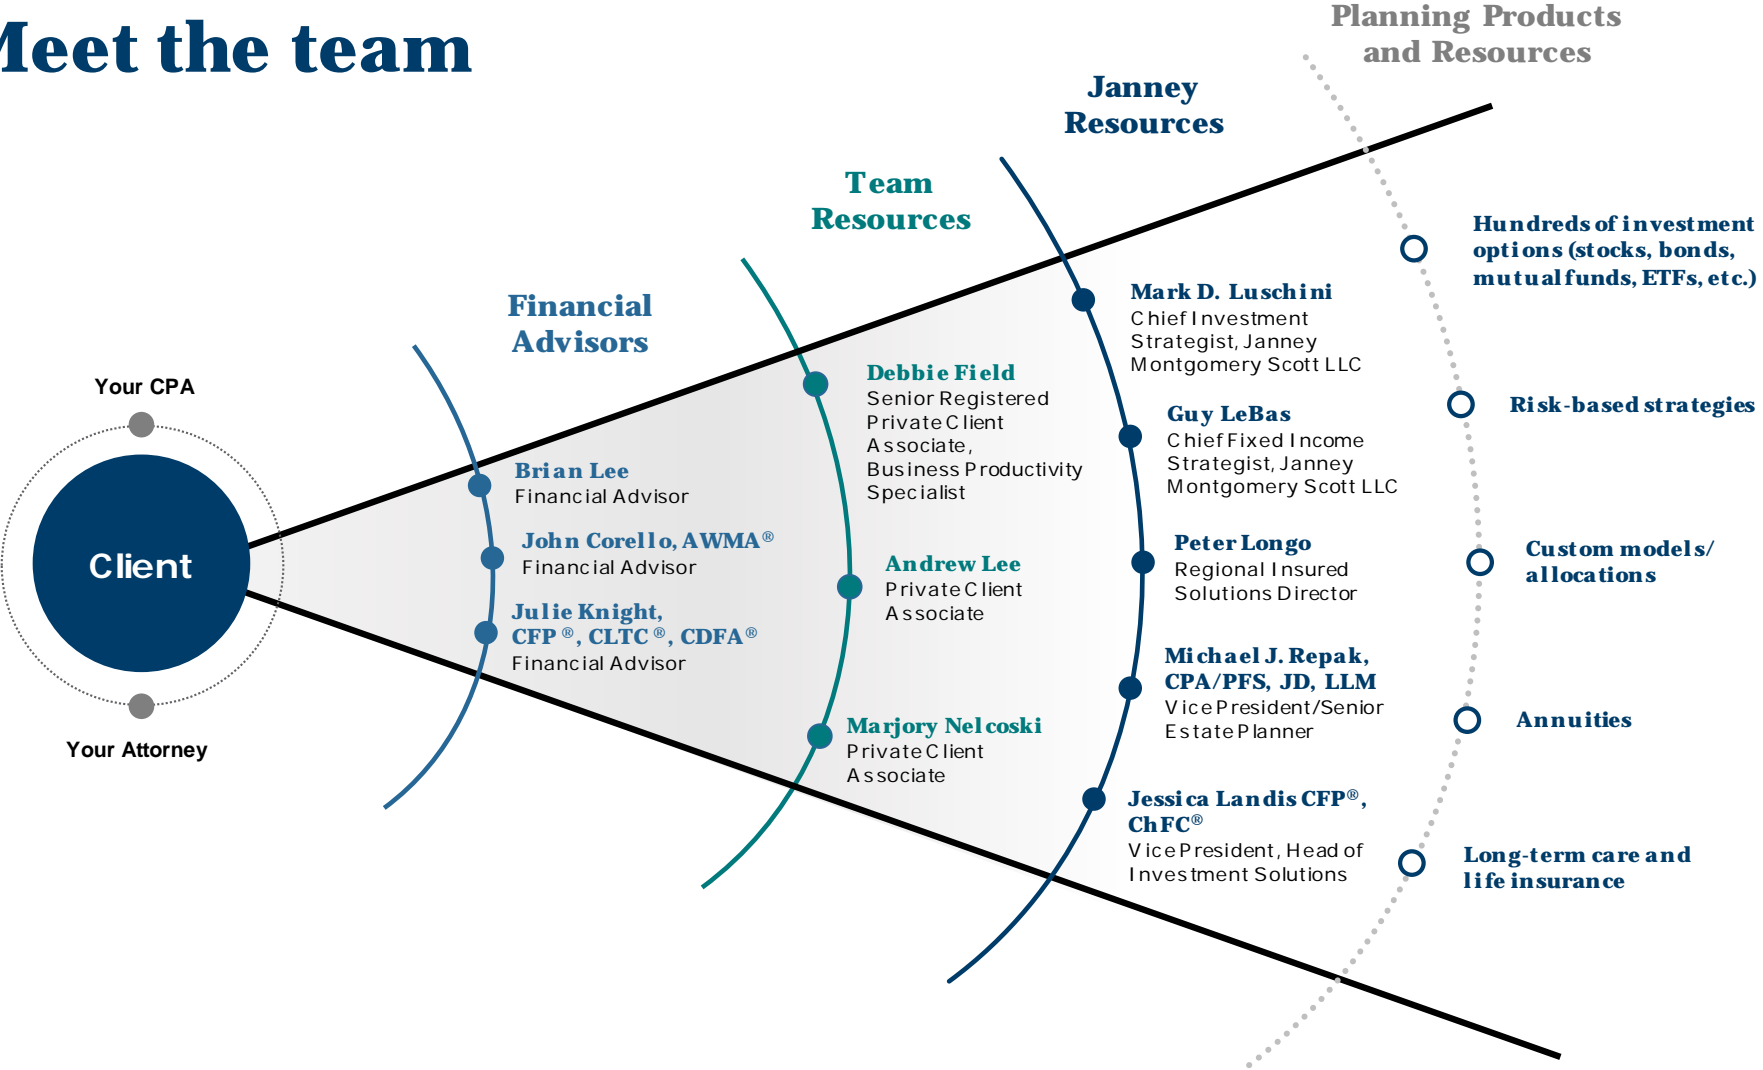 Meet the team
Planning Products
and Resources
Janney
Resources
Team
Resources
Financial
Advisors
Your CPA
Client
Your Attorney
Brian Lee
Financial Advisor
John Corello, AWMA®
Financial Advisor
Julie Knight,
CFP®, CLTC®, CDFA®
Financial Advisor
Debbie Field
Senior Registered
Private Client
Associate,
Business Productivity
Specialist
Andrew Lee
Private Client
Associate
Marjory Nelcoski
Private Client
Associate
Mark D. Luschini
Chief Investment
Strategist, Janney
Montgomery Scott LLC
Guy LeBas
Chief Fixed Income
Strategist, Janney
Montgomery Scott LLC
Peter Longo
Regional Insured
Solutions Director
Michael J. Repak,
CPA/PFS, JD, LLM
Vice President/Senior
Estate Planner
Jessica Landis CFP®,
ChFC®
Vice President, Head of
Investment Solutions
Hundreds of investment
options (stocks, bonds,
mutual funds, ETFs, etc.)
Risk-based strategies
Custom models/
allocations
Annuities
Long-term care and
life insurance